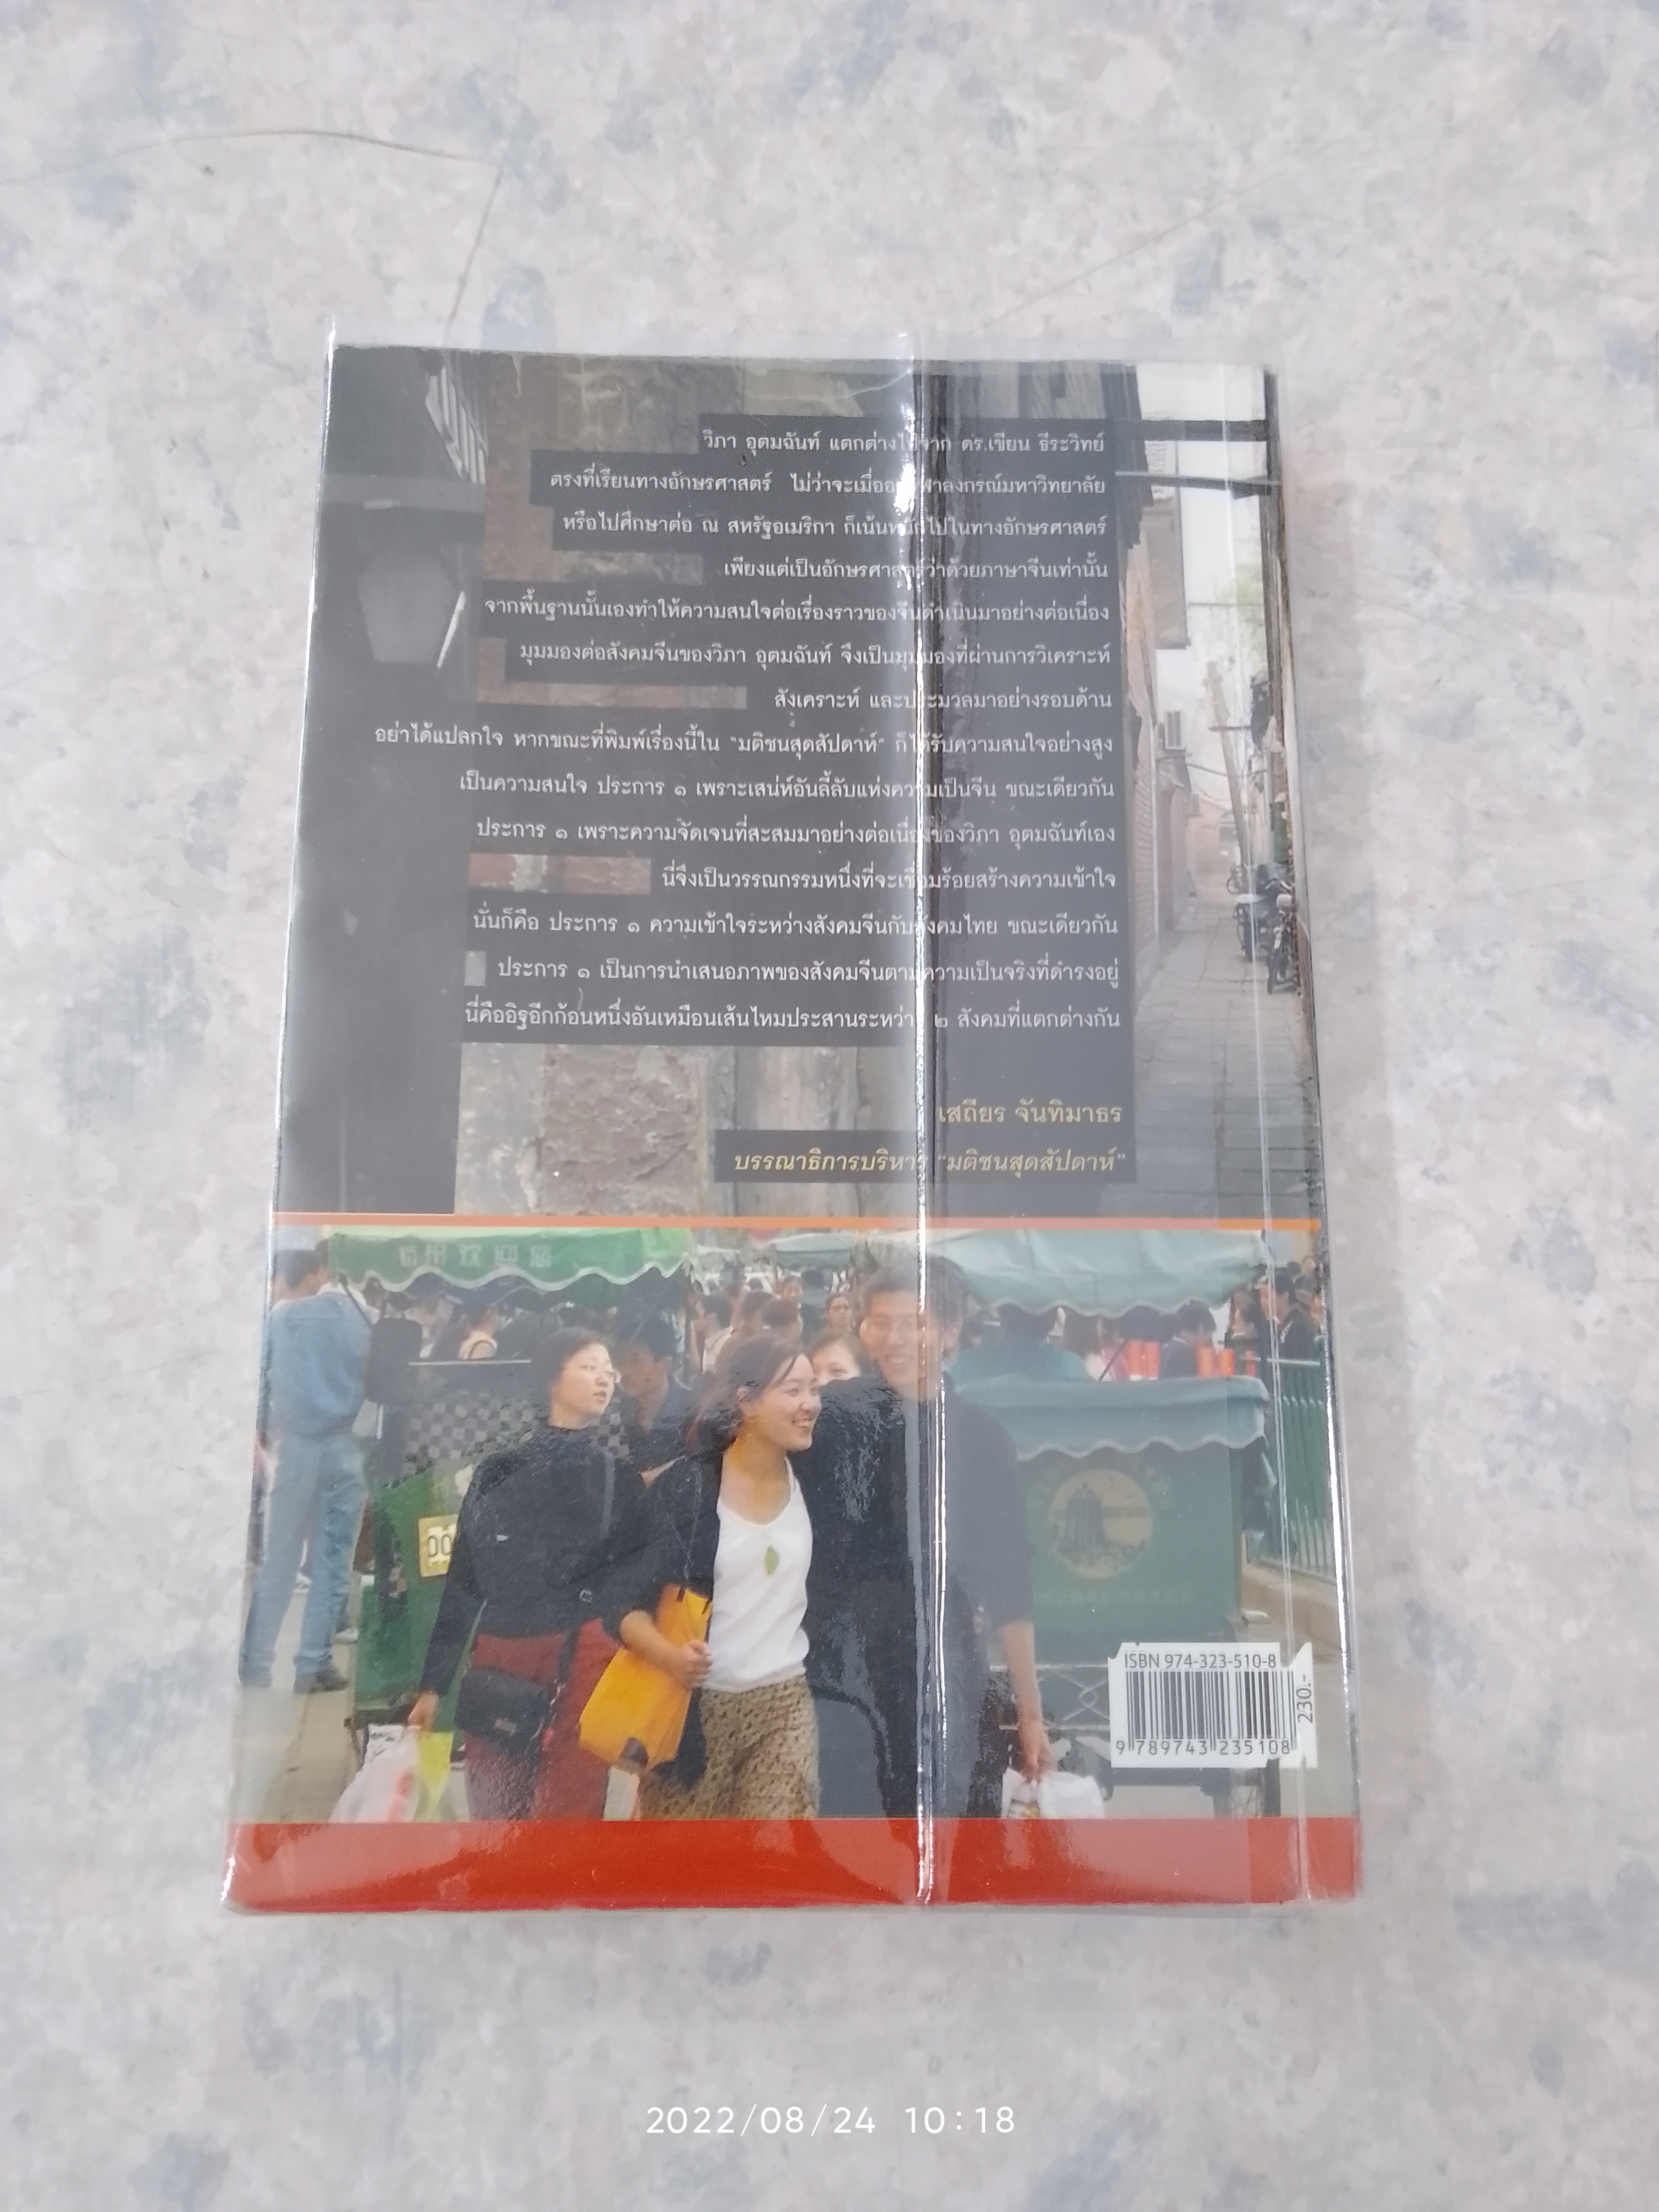 วิภา อุตมฉันท์ แตกต่างไปจาก ดร.เขียน ธีระวิทย์
ตรงที่เรียนทางอักษรศาสตร์ ไม่ว่าจะเมื่ออยู่จุฬาลงกรณ์มหาวิทยาลัย
หรือไปศึกษาต่อ ณ สหรัฐอเมริกา ก็เน้นหนักไปในทางอักษรศาสตร์
เพียงแต่เป็นอักษรศาสตร์ว่าด้วยภาษาจีนเท่านั้น
จากพื้นฐานนั้นเองทำให้ความสนใจต่อเรื่องราวของจีนดำเนินมาอย่างต่อเนื่อง
มุมมองต่อสังคมจีนของวิภา อุตมฉันท์ จึงเป็นมุมมองที่ผ่านการวิเคราะห์
สังเคราะห์ และประมวลมาอย่างรอบด้าน
อย่าได้แปลกใจ หากขณะที่พิมพ์เรื่องนี้ใน "มติชนสุดสัปดาห์" ก็ได้รับความสนใจอย่างสูง
เป็นความสนใจ ประการ ๑ เพราะเสน่ห์อันลี้ลับแห่งความเป็นจีน ขณะเดียวกัน
ประการ ๑ เพราะความจัดเจนที่สะสมมาอย่างต่อเนื่องของวิภา อุตมฉันท์เอง
นี่จึงเป็นวรรณกรรมหนึ่งที่จะเชื่อมร้อยสร้างความเข้าใจ
นั่นก็คือ ประการ ๑ ความเข้าใจระหว่างสังคมจีนกับสังคมไทย ขณะเดียวกัน
ประการ ๑ เป็นการนำเสนอภาพของสังคมจีนตามความเป็นจริงที่ดำรงอยู่
นี่คืออิฐอีกก้อนหนึ่งอันเหมือนเส้นไหมประสานระหว่าง ๒ สังคมที่แตกต่างกัน
เสถียร จันทิมาธร
บรรณาธิการบริหาร "มติชนสุดสัปดาห์"
州 欢 迎 您
00
ISBN 974-323-510-8
230.-
9 789743 235108
2022/08/24 10:18